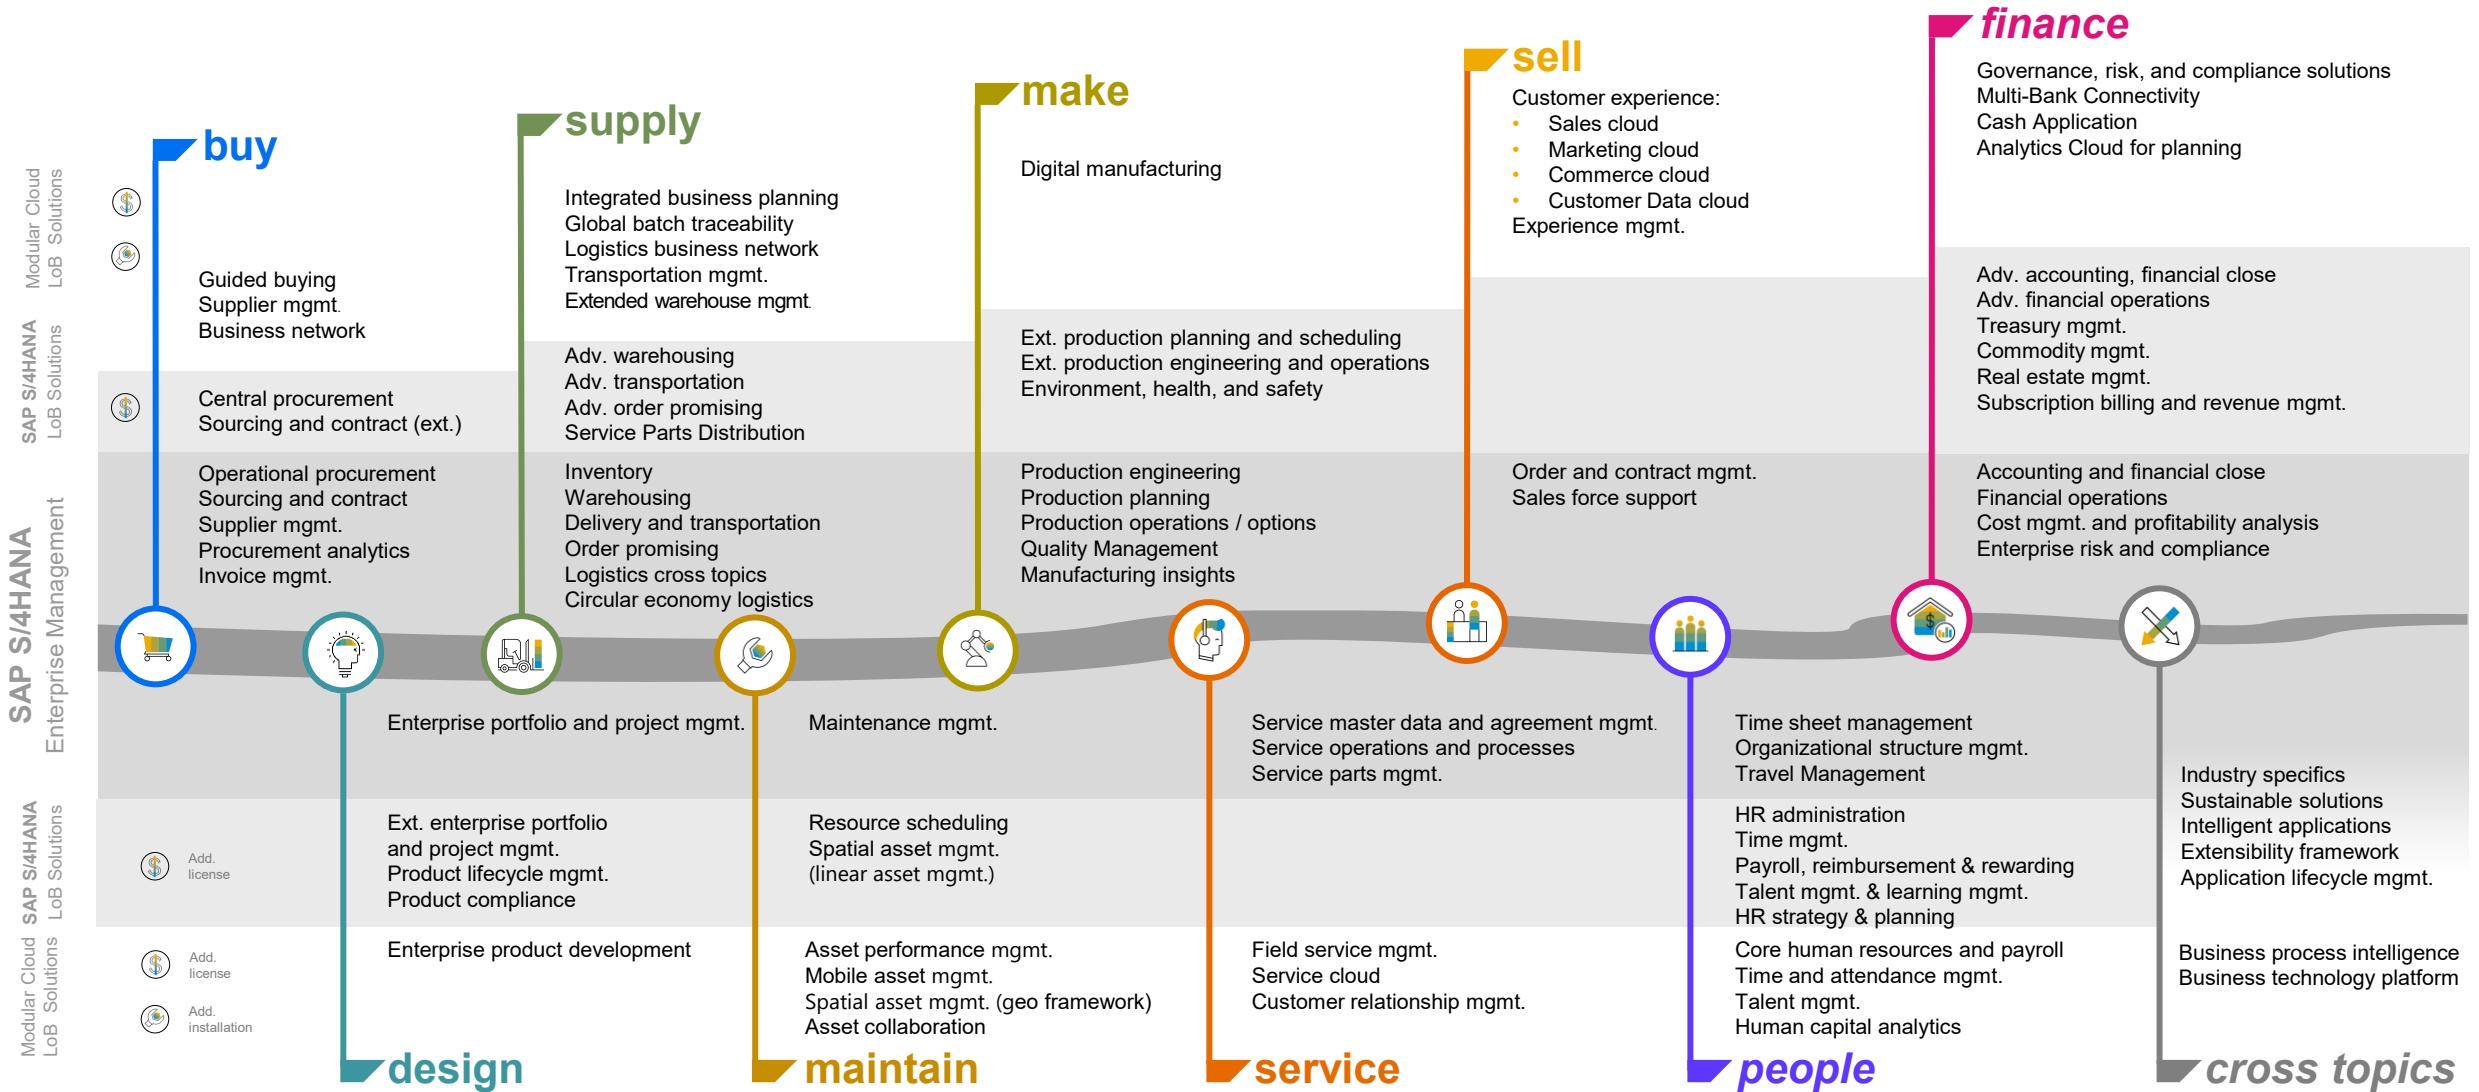 finance
Governance, risk, and compliance solutions
Multi-Bank Connectivity
Cash Application
Analytics Cloud for planning
Adv. accounting, financial close
Adv. financial operations
Treasury mgmt.
Commodity mgmt.
Real estate mgmt.
Subscription billing and revenue mgmt.
Accounting and financial close
Financial operations
Cost mgmt. and profitability analysis
Enterprise risk and compliance
sell
Customer experience:
• Sales cloud
• Marketing cloud
• Commerce cloud
• Customer Data cloud
Experience mgmt.
Order and contract mgmt.
Sales force support
make
Digital manufacturing
Ext. production planning and scheduling
Ext. production engineering and operations
Environment, health, and safety
Production engineering
Production planning
Production operations / options
Quality Management
Manufacturing insights
supply
Integrated business planning
Global batch traceability
Logistics business network
Transportation mgmt.
Extended warehouse mgmt.
Adv. warehousing
Adv. transportation
Adv. order promising
Service Parts Distribution
Inventory
Warehousing
Delivery and transportation
Order promising
Logistics cross topics
Circular economy logistics
buy
Guided buying
Supplier mgmt.
Business network
Central procurement
Sourcing and contract (ext.)
Operational procurement
Sourcing and contract
Supplier mgmt.
Procurement analytics
Invoice mgmt.
Modular Cloud
LoB Solutions
SAP S/4HANA
LoB Solutions
SAP S/4HANA
Enterprise Management
SAP S/4HANA
LoB Solutions
Modular Cloud
LoB Solutions
$
$
$
$
$
Add.
license
Add.
license
Add.
installation
Enterprise portfolio and project mgmt.
Ext. enterprise portfolio
and project mgmt.
Product lifecycle mgmt.
Product compliance
Enterprise product development
design
Maintenance mgmt.
Resource scheduling
Spatial asset mgmt.
(linear asset mgmt.)
Asset performance mgmt.
Mobile asset mgmt.
Spatial asset mgmt. (geo framework)
Asset collaboration
maintain
Service master data and agreement mgmt.
Service operations and processes
Service parts mgmt.
Field service mgmt.
Service cloud
Customer relationship mgmt.
service
Time sheet management
Organizational structure mgmt.
Travel Management
HR administration
Time mgmt.
Payroll, reimbursement & rewarding
Talent mgmt. & learning mgmt.
HR strategy & planning
Core human resources and payroll
Time and attendance mgmt.
Talent mgmt.
Human capital analytics
people
Industry specifics
Sustainable solutions
Intelligent applications
Extensibility framework
Application lifecycle mgmt.
Business process intelligence
Business technology platform
cross topics